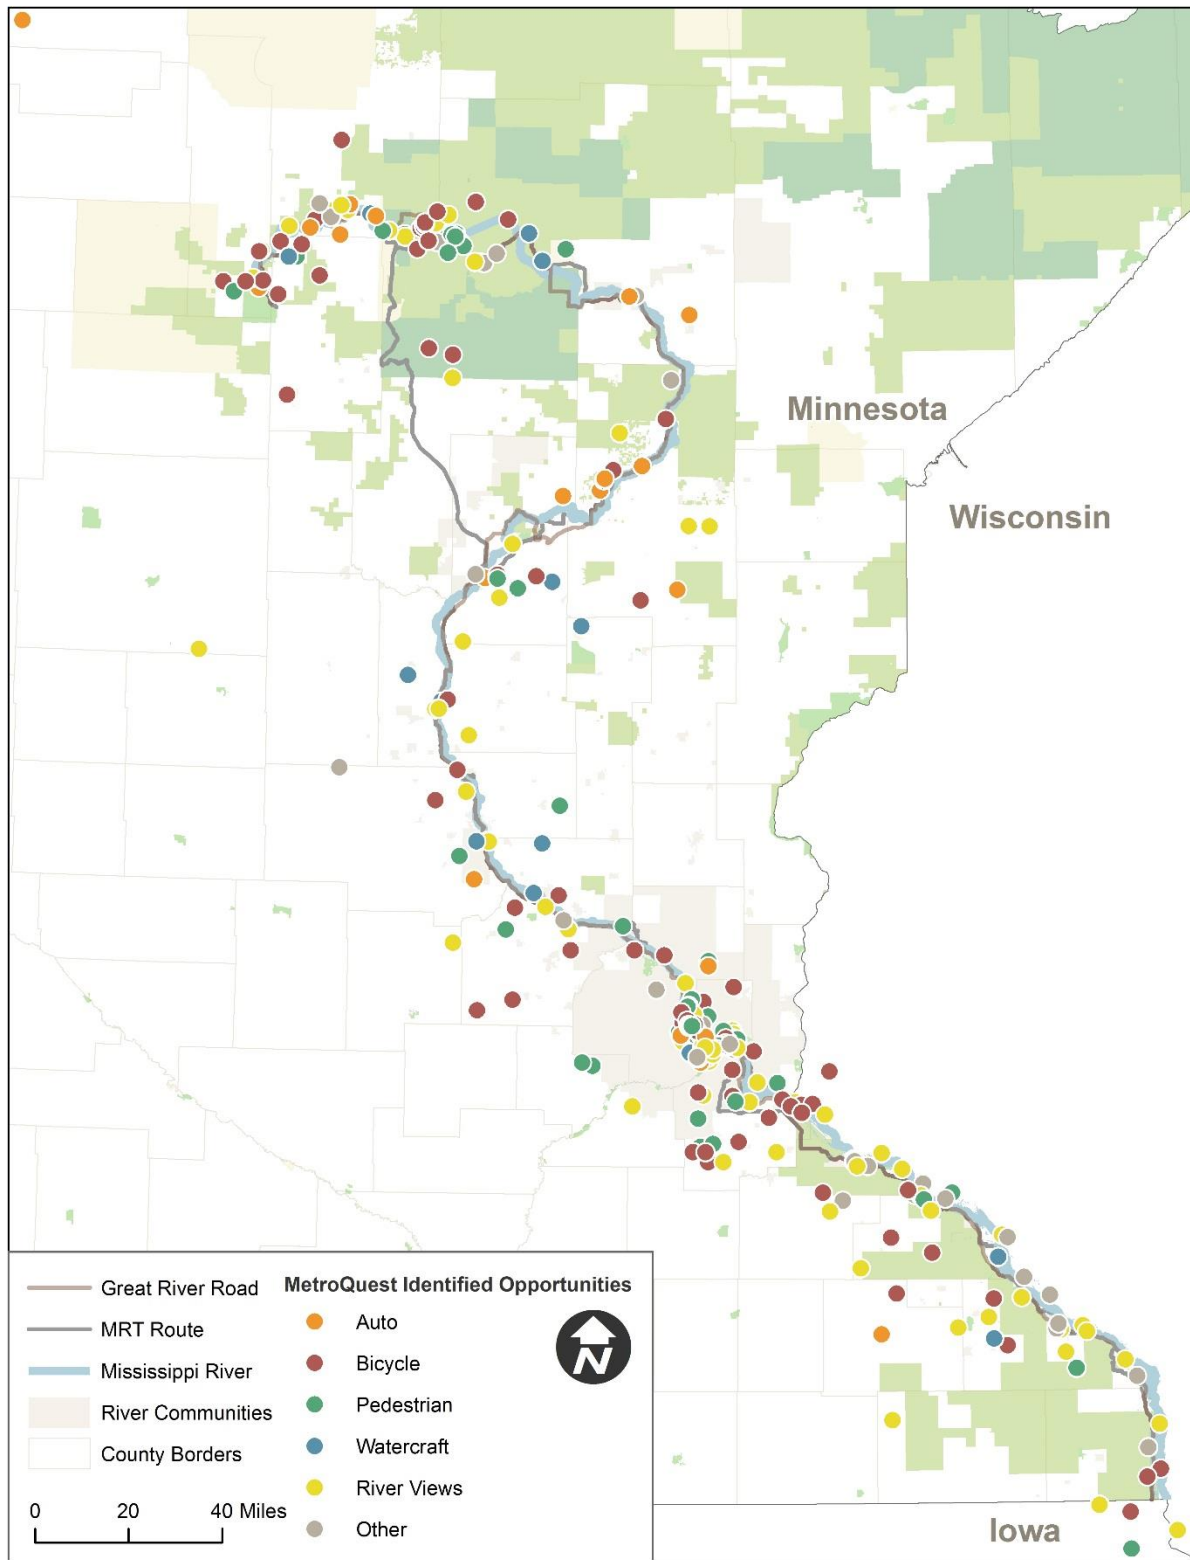 Minnesota
Wisconsin
Great River Road
MRT Route
Mississippi River
River Communities
County Borders
0 20 40 Miles
MetroQuest Identified Opportunities
Auto
Bicycle
Pedestrian
Watercraft
River Views
Other
N
Iowa